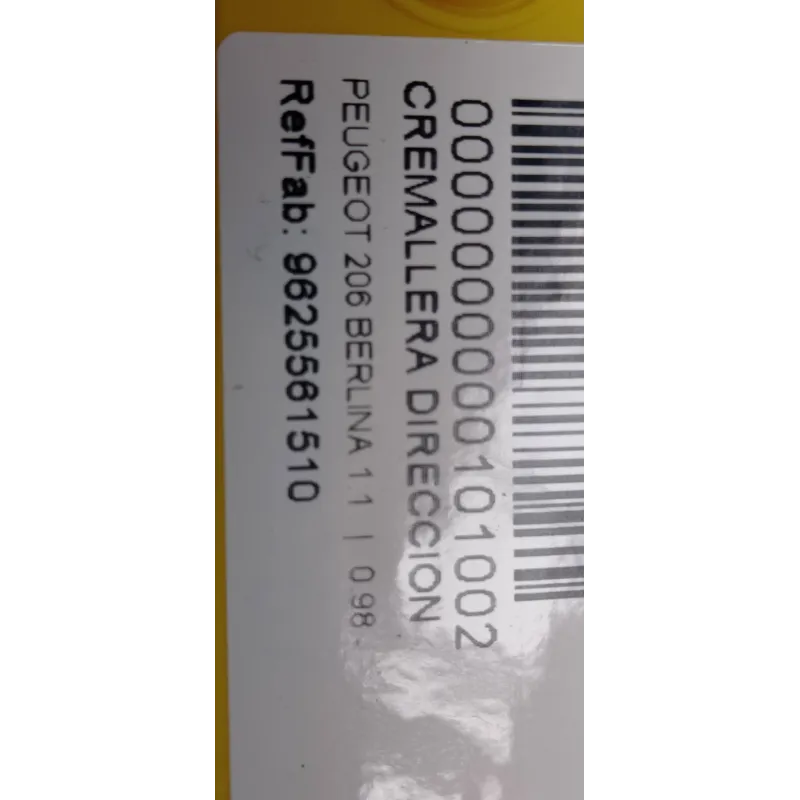 0000000000101002
CREMALLERA DIRECCION
PEUGEOT 206 BERLINA 1.1 | 0.98 -
RefFab: 9625561510